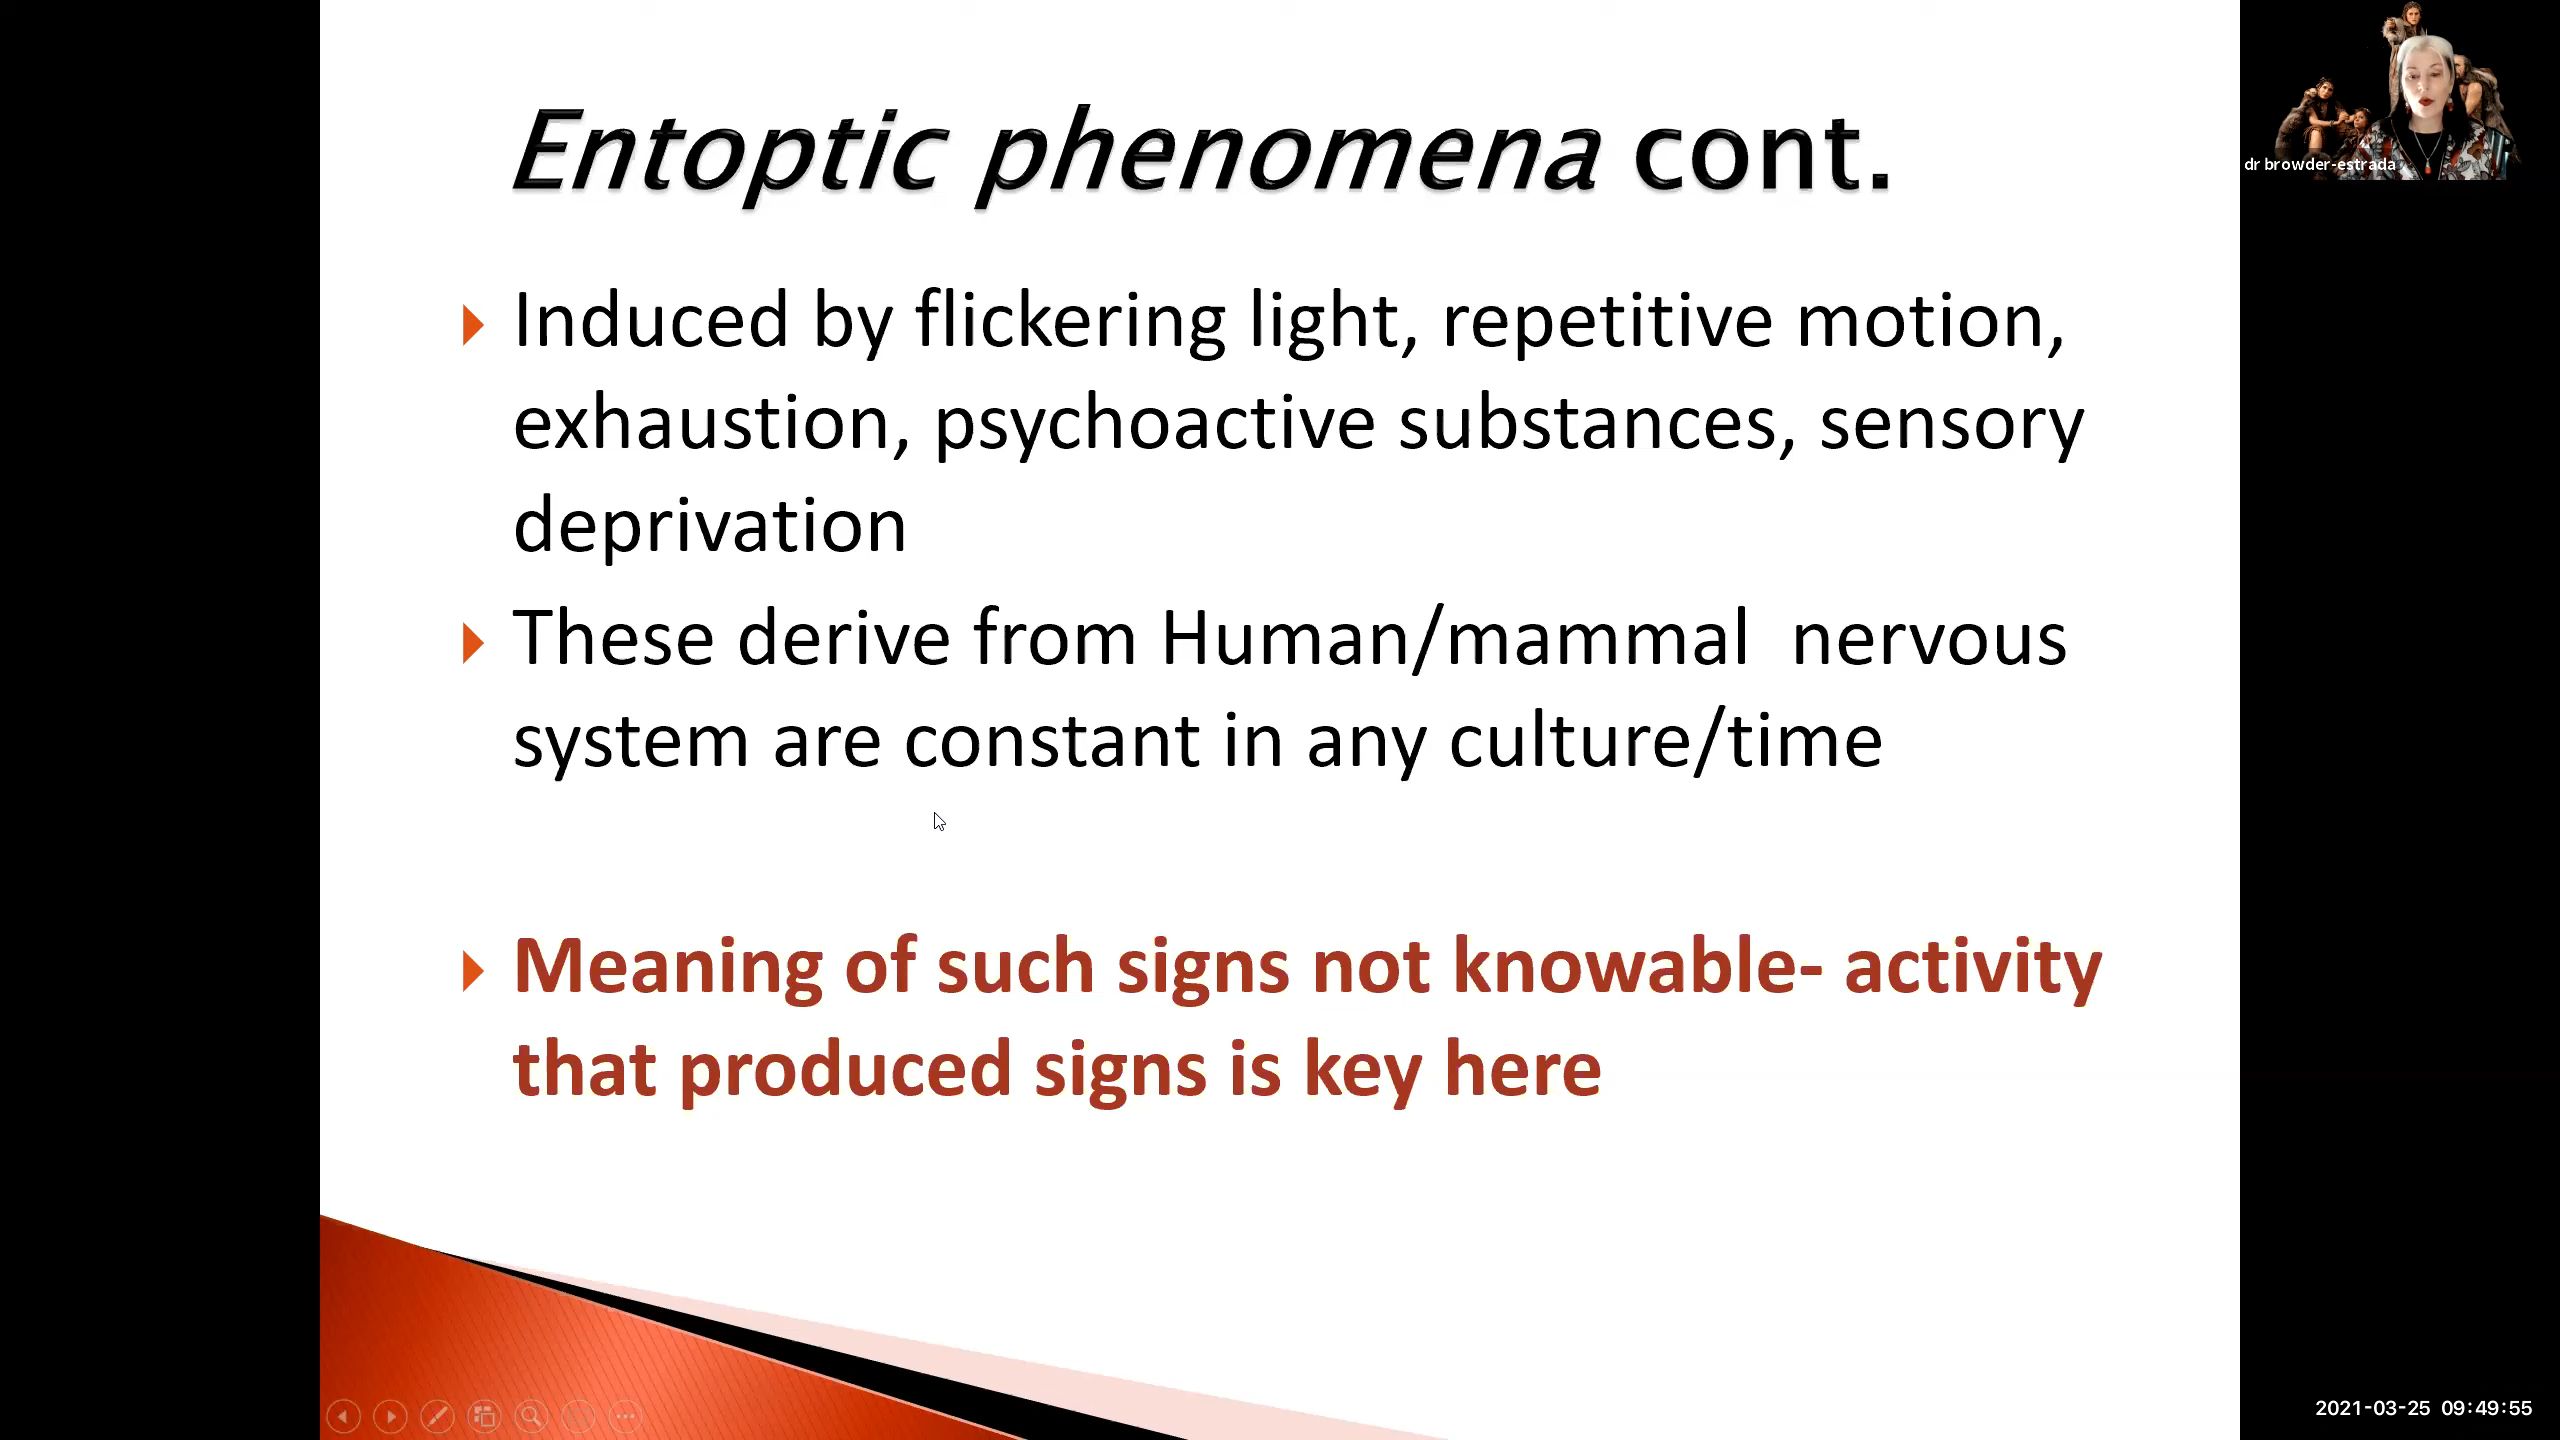 Entoptic phenomena cont.
Induced by flickering light, repetitive motion,
exhaustion, psychoactive substances, sensory
deprivation
These derive from Human/mammal  nervous
system are constant in any culture/time
Meaning of such signs not knowable- activity
that produced signs is key here
dr browder-estrada
2021-03-25 09:49:55